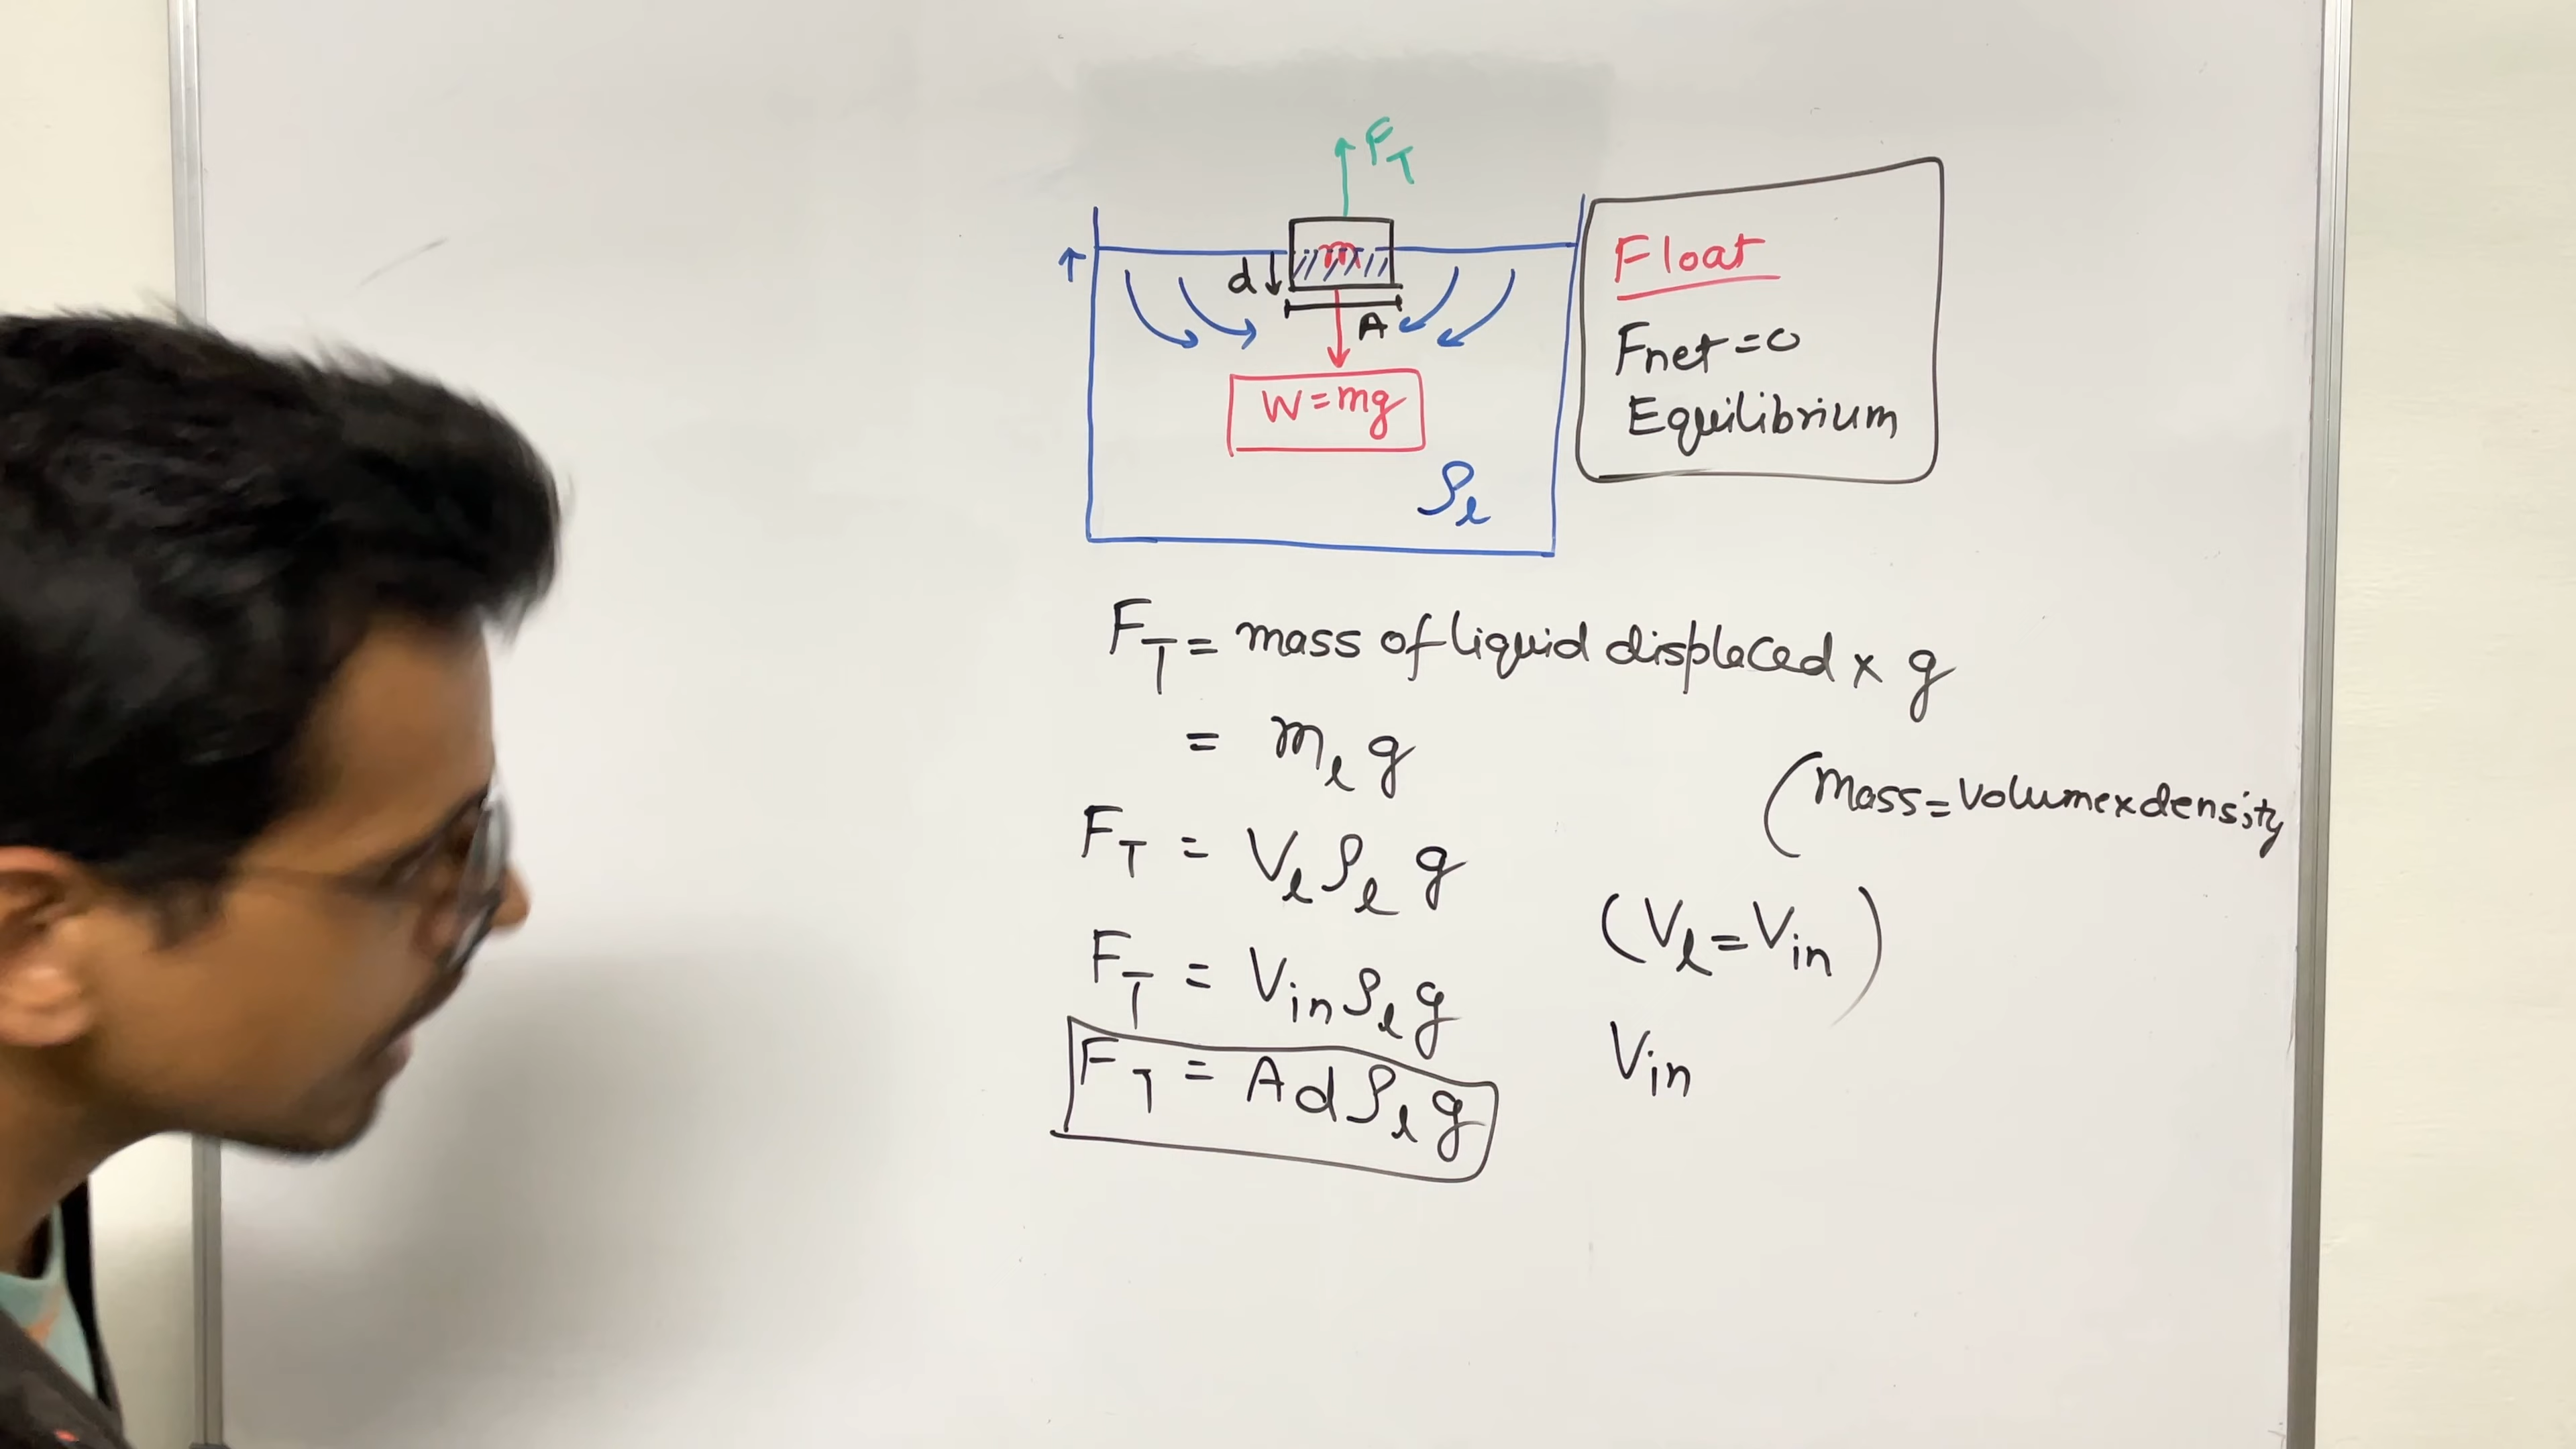 F_T
m
d
A
W=mg
ρ_l
Float
Fnet=0
Equilibrium
F_T = mass of liquid displaced × g
= m_l g
(Mass=Volume×density
F_T = V_l ρ_l g
(V_l=V_in)
F_T = V_in ρ_l g
V_in
F_T = A d ρ_l g